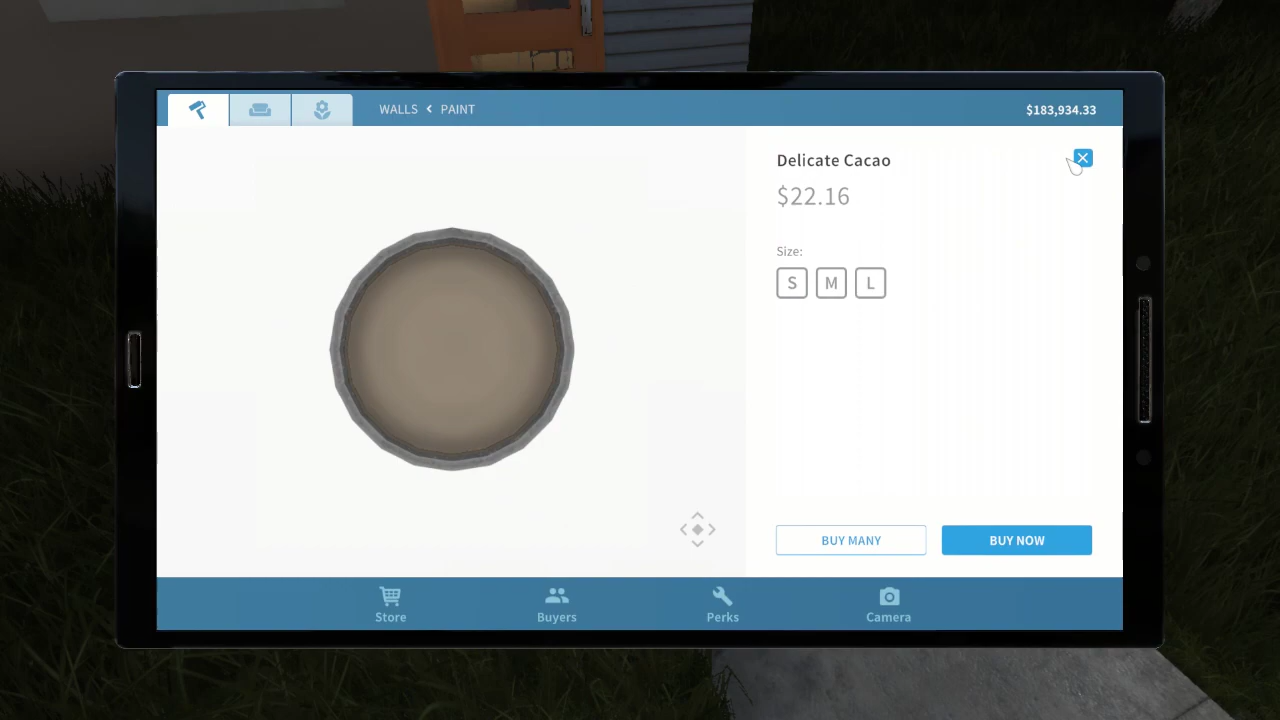 WALLS < PAINT
$183,934.33
Delicate Cacao
$22.16
Size:
S M L
BUY MANY
BUY NOW
Store
Buyers
Perks
Camera